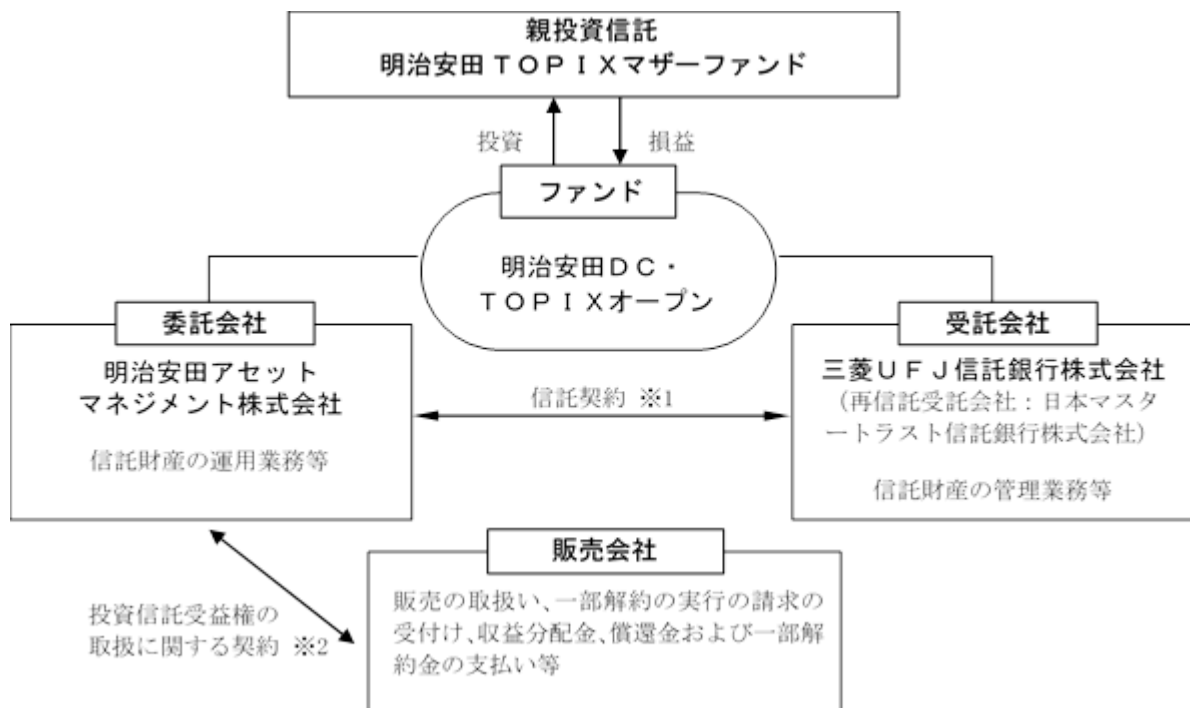 親投資信託
明治安田ＴＯＰＩＸマザーファンド
投資
損益
ファンド
明治安田ＤＣ・
ＴＯＰＩＸオープン
委託会社
明治安田アセット
マネジメント株式会社
信託財産の運用業務等
信託契約 ※1
受託会社
三菱ＵＦＪ信託銀行株式会社
（再信託受託会社：日本マスタ
ートラスト信託銀行株式会社）
信託財産の管理業務等
投資信託受益権の
取扱に関する契約 ※2
販売会社
販売の取扱い、一部解約の実行の請求の
受付け、収益分配金、償還金および一部解
約金の支払い等